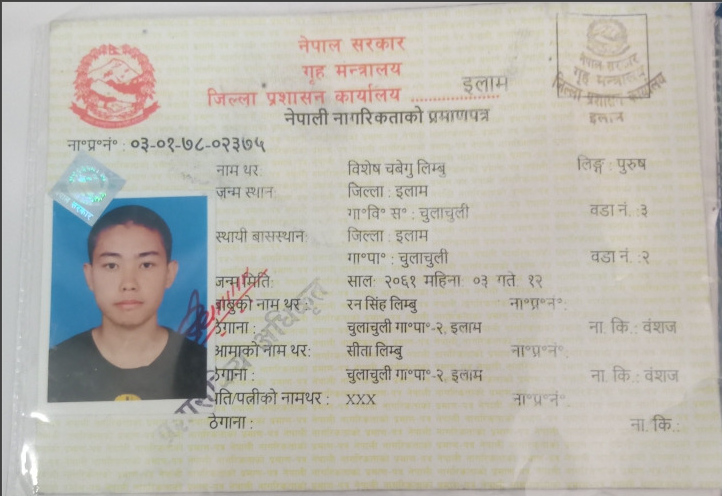 नेपाल सरकार
गृह मन्त्रालय
जिल्ला प्रशासन कार्यालय .................. इलाम
नेपाली नागरिकताको प्रमाणपत्र
नेपाल सरकार
गृह मन्त्रालय
जिल्ला प्रशासन कार्यालय
इलाम
ना°प्र°नं° : ०३-०१-७८-०२३७५
नाम थर: विशेष चबेगु लिम्बु लिङ्ग : पुरुष
जन्म स्थान: जिल्ला : इलाम
गा°वि° स° : चुलाचुली वडा नं. : ३
स्थायी बासस्थान: जिल्ला : इलाम
गा°पा° : चुलाचुली वडा नं. : २
जन्म मिति: साल: २०६१ महिना: ०३ गते: १२
बाबुको नाम थर : रन सिंह लिम्बु ना°प्र°नं°:
ठेगाना : चुलाचुली गा°पा°-२, इलाम ना. कि.: वंशज
आमाको नाम थर: सीता लिम्बु ना°प्र°नं°:
ठेगाना : चुलाचुली गा°पा°-२, इलाम ना. कि.: वंशज
पति/पत्नीको नामथर : XXX ना°प्र°नं°:
ठेगाना : ना. कि.: